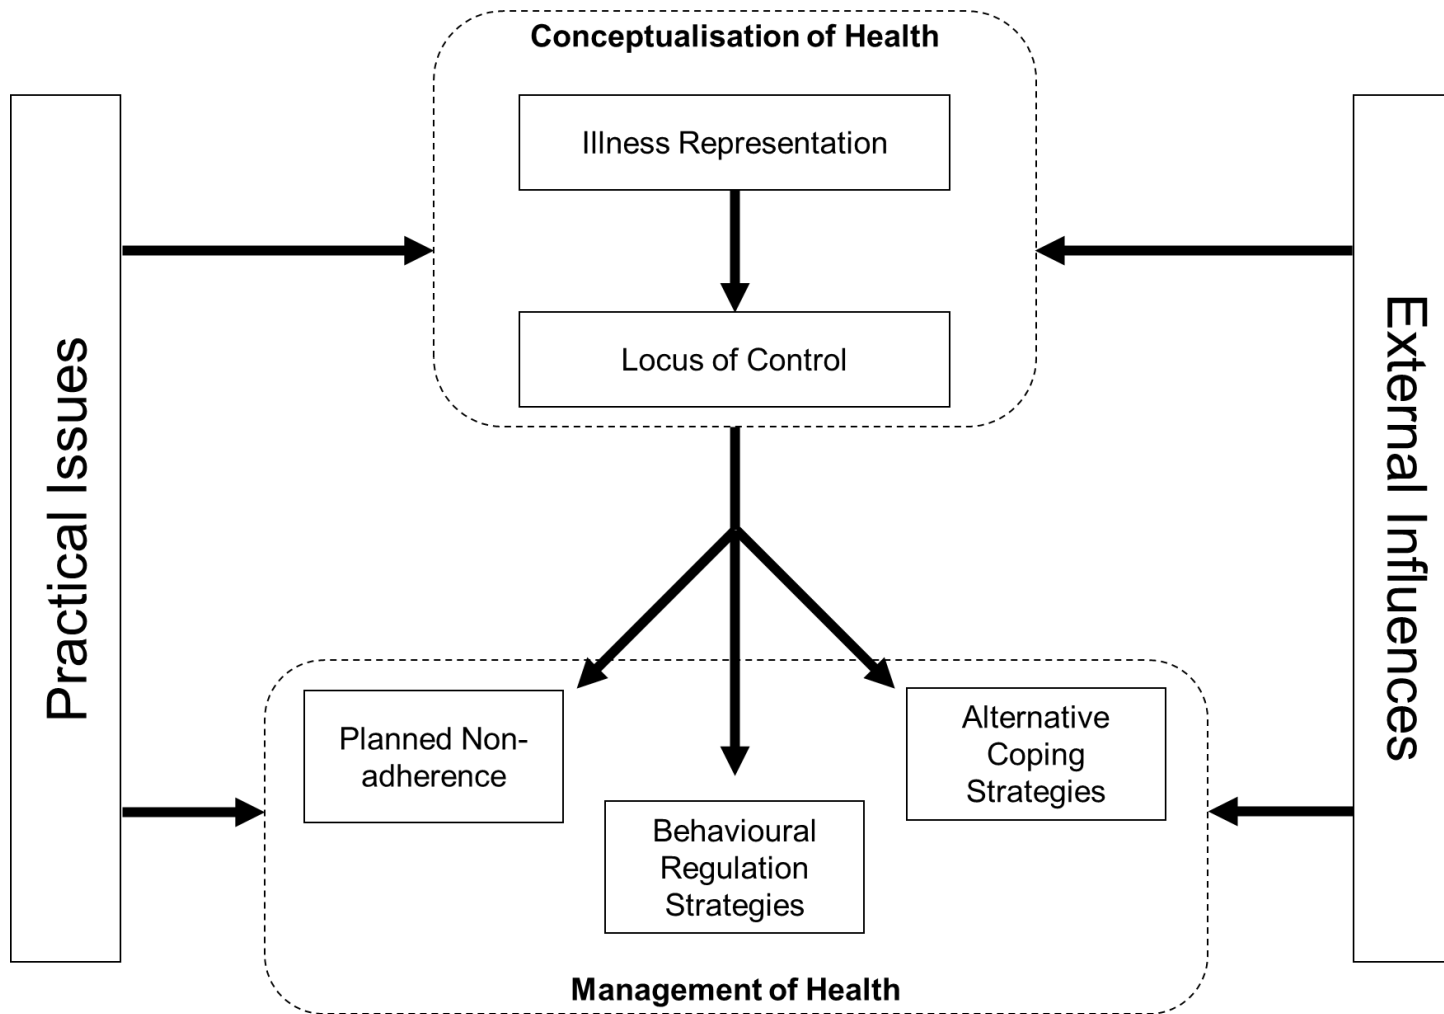 Conceptualisation of Health
Illness Representation
Locus of Control
Practical Issues
External Influences
Planned Non-
adherence
Behavioural
Regulation
Strategies
Alternative
Coping
Strategies
Management of Health